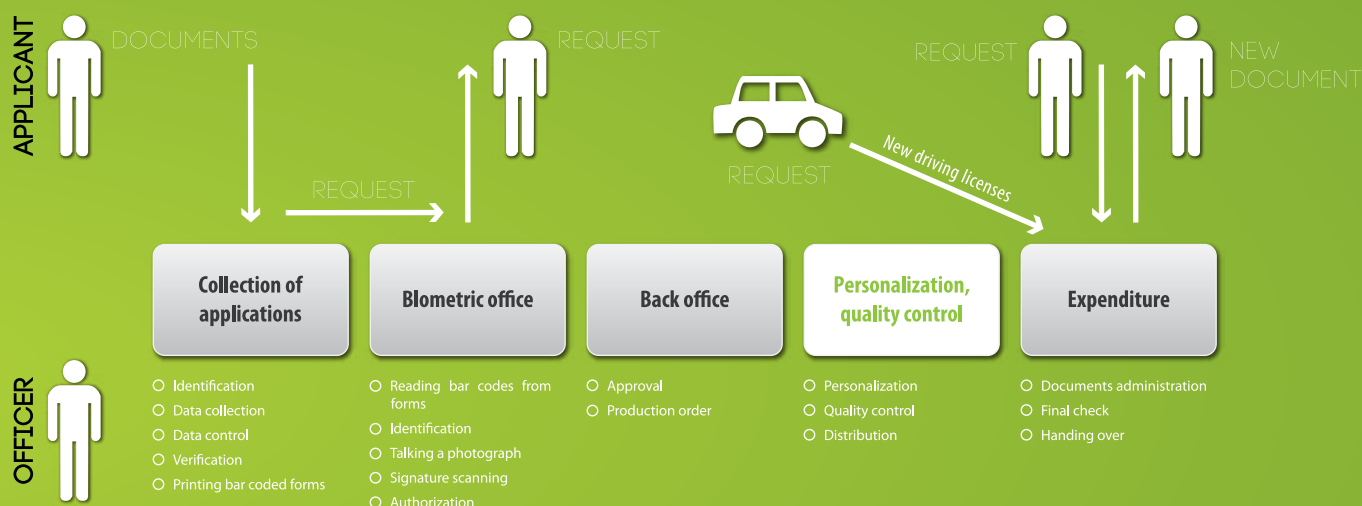 APPLICANT
DOCUMENTS
REQUEST
REQUEST
NEW
DOCUMENT
REQUEST
REQUEST
New driving licenses
Collection of
applications
BIometric office
Back office
Personalization,
quality control
Expenditure
OFFICER
Identification
Data collection
Data control
Verification
Printing bar coded forms
Reading bar codes from
forms
Identification
Talking a photograph
Signature scanning
Authorization
Approval
Production order
Personalization
Quality control
Distribution
Documents administration
Final check
Handing over